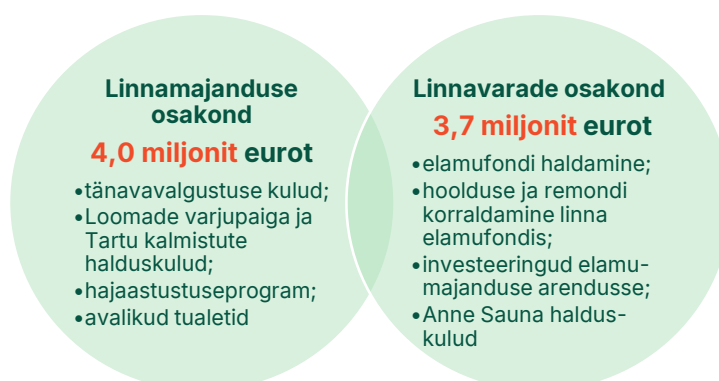 Linnamajanduse
osakond
4,0 miljonit eurot
•tänavavalgustuse kulud;
•Loomade varjupaiga ja
Tartu kalmistute
halduskulud;
•hajaastustuseprogram;
•avalikud tualetid
Linnavarade osakond
3,7 miljonit eurot
•elamufondi haldamine;
•hoolduse ja remondi
korraldamine linna
elamufondis;
•investeeringud elamu-
majanduse arendusse;
•Anne Sauna haldus-
kulud